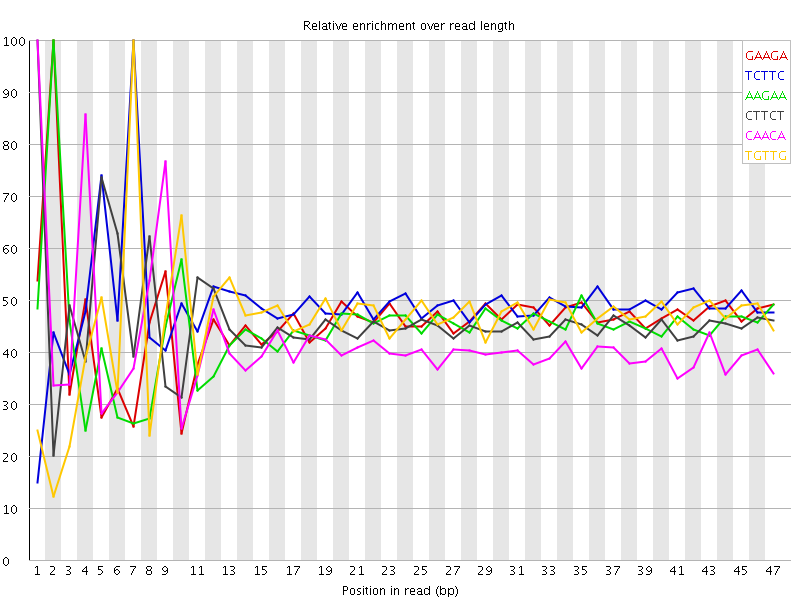 Relative enrichment over read length
100
90
80
70
60
50
40
30
20
10
0
GAAGA
TCTTC
AAGAA
CTTCT
CAACA
TGTTG
1 2 3 4 5 6 7 8 9 11 13 15 17 19 21 23 25 27 29 31 33 35 37 39 41 43 45 47
Position in read (bp)